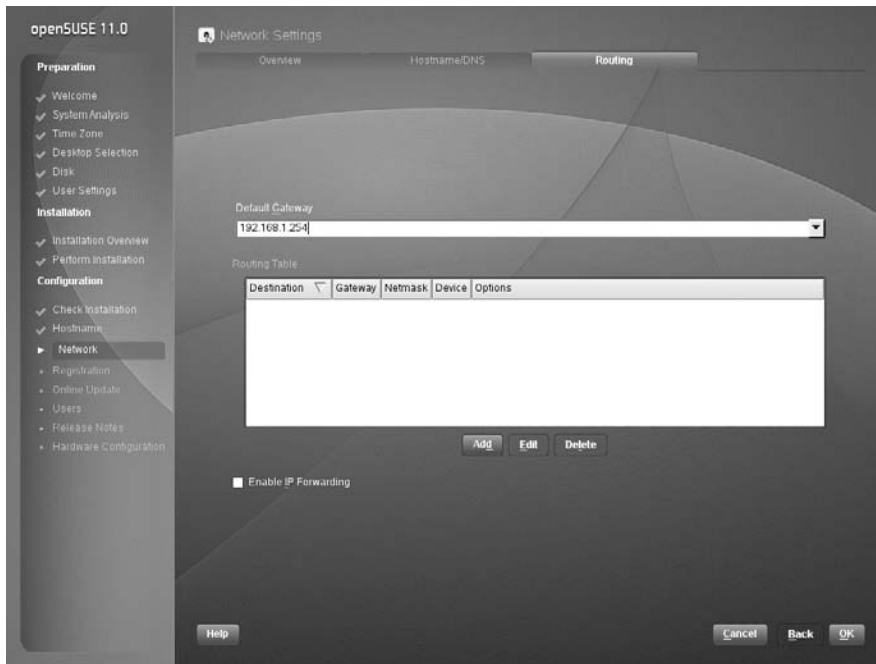 openSUSE 11.0
Preparation
Welcome
System Analysis
Time Zone
Desktop Selection
Disk
User Settings
Installation
Installation Overview
Perform Installation
Configuration
Check Installation
Hostname
Network
Registration
Online Update
Users
Release Notes
Hardware Configuration
Network Settings
Overview Hostname/DNS Routing
Default Gateway
192.168.1.254
Routing Table
Destination Gateway Netmask Device Options
Add Edit Delete
Enable IP Forwarding
Help Cancel Back OK